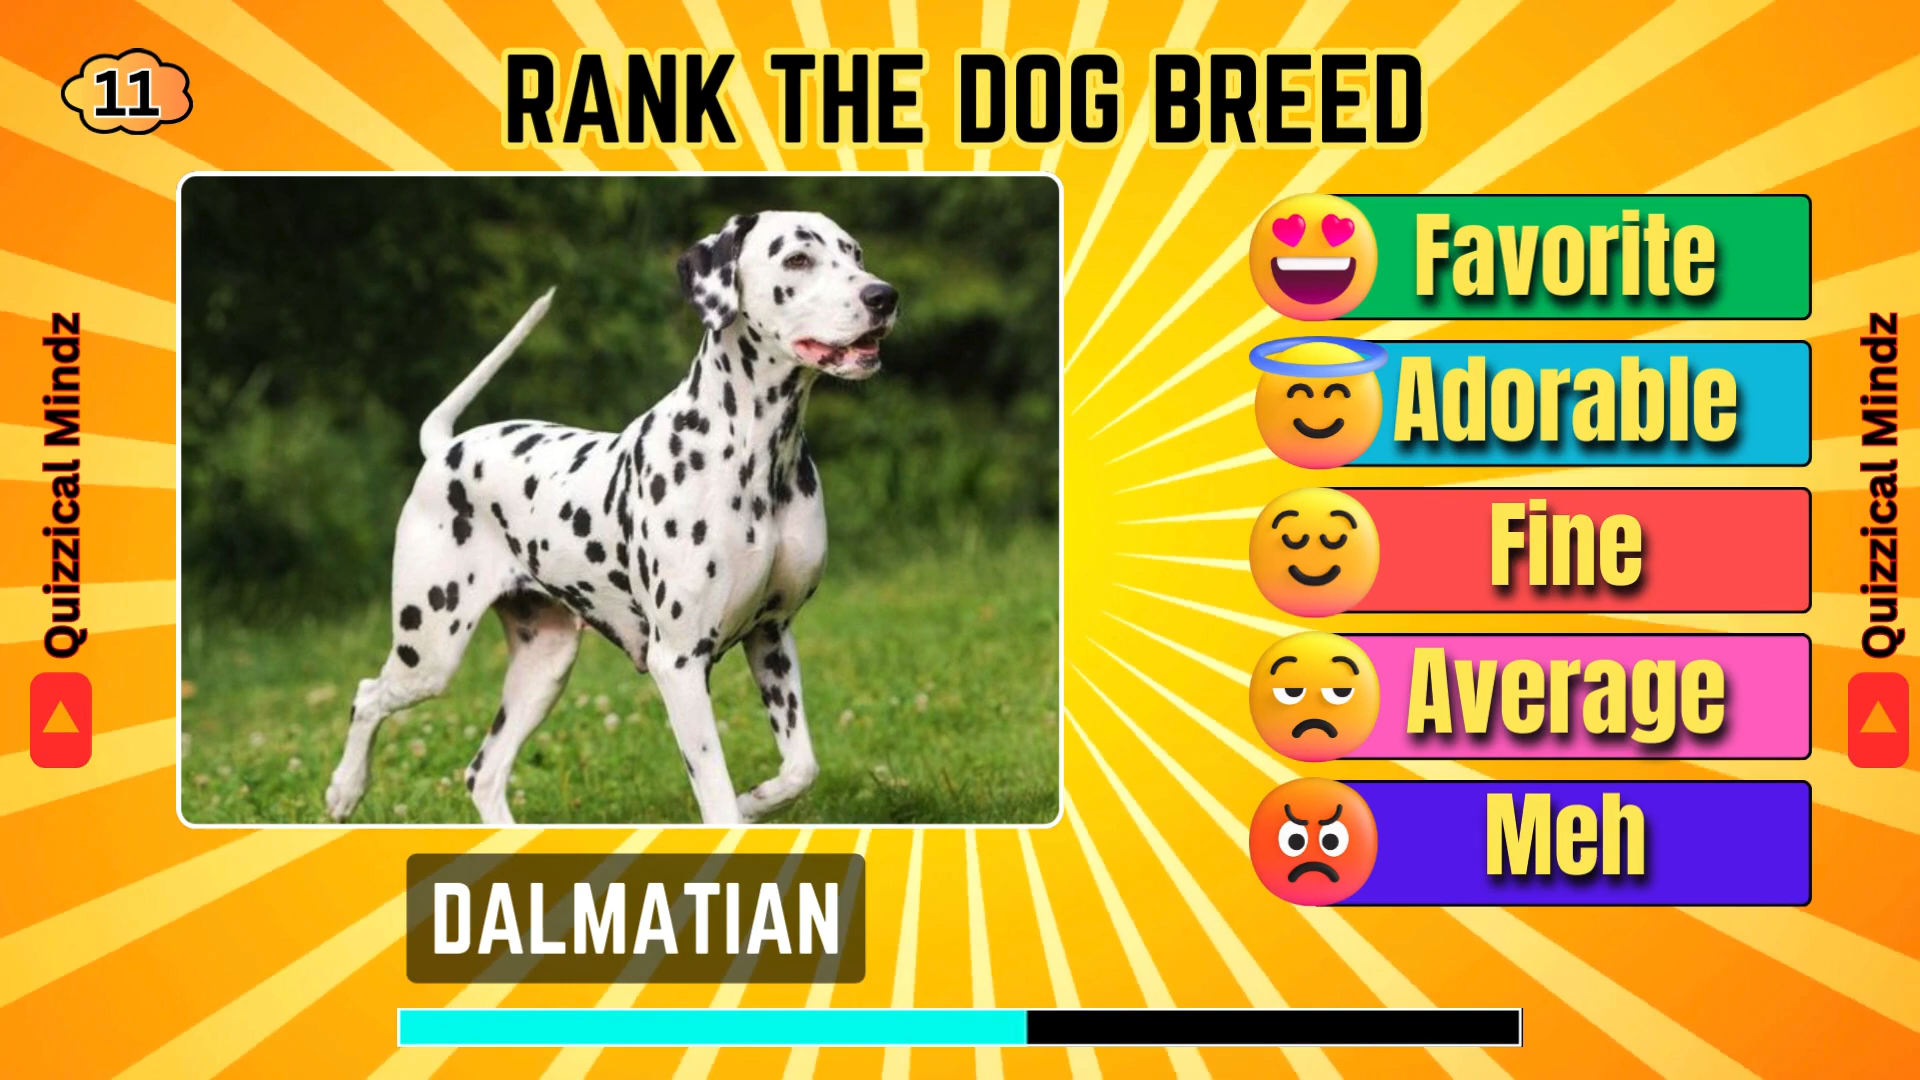 11
RANK THE DOG BREED
Quizzical Mindz
Favorite
Adorable
Fine
Average
Meh
Quizzical Mindz
DALMATIAN